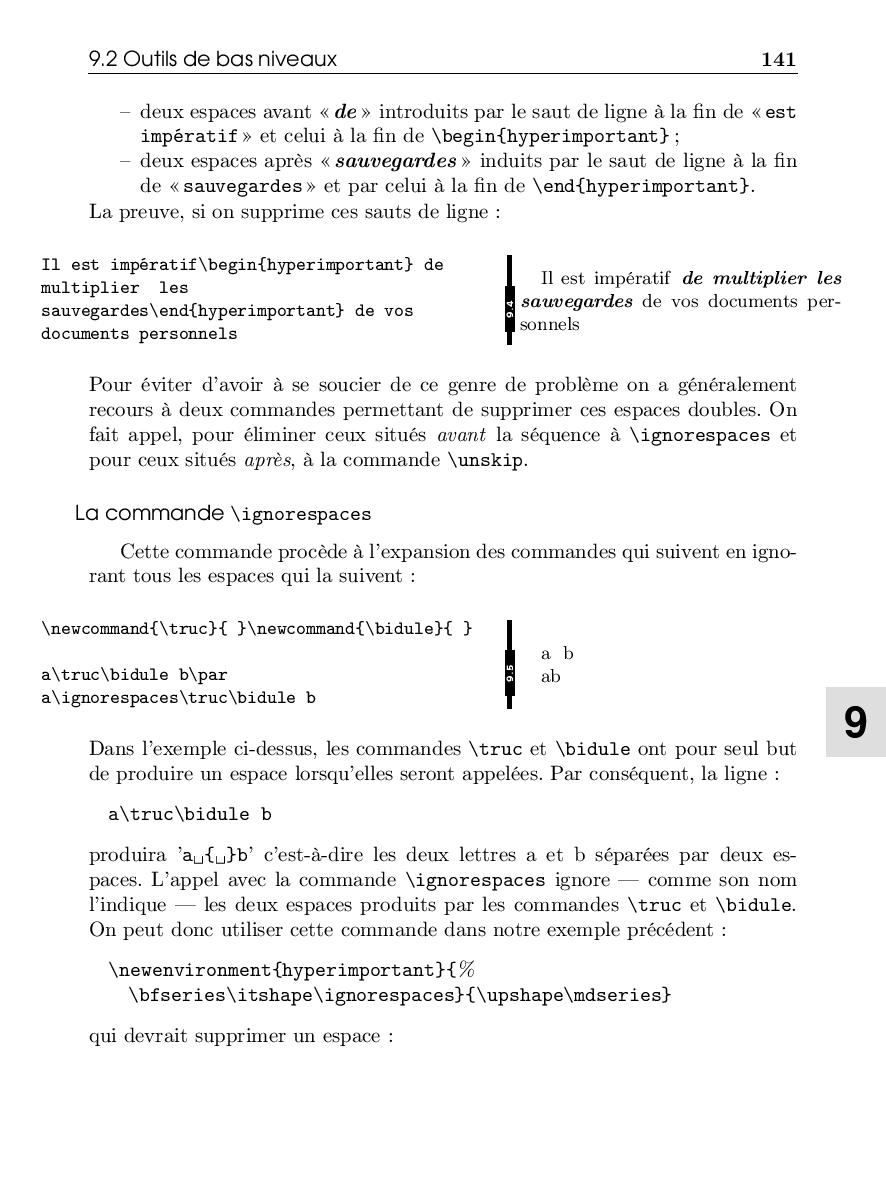 9.2 Outils de bas niveaux 141
– deux espaces avant « de » introduits par le saut de ligne à la fin de « est
impératif » et celui à la fin de \begin{hyperimportant} ;
– deux espaces après « sauvegardes » induits par le saut de ligne à la fin
de « sauvegardes » et par celui à la fin de \end{hyperimportant}.
La preuve, si on supprime ces sauts de ligne :
Il est impératif\begin{hyperimportant} de
multiplier  les
sauvegardes\end{hyperimportant} de vos
documents personnels
9.4
Il est impératif de multiplier les
sauvegardes de vos documents per-
sonnels
Pour éviter d'avoir à se soucier de ce genre de problème on a généralement
recours à deux commandes permettant de supprimer ces espaces doubles. On
fait appel, pour éliminer ceux situés avant la séquence à \ignorespaces et
pour ceux situés après, à la commande \unskip.
La commande \ignorespaces
Cette commande procède à l'expansion des commandes qui suivent en igno-
rant tous les espaces qui la suivent :
\newcommand{\truc}{ }\newcommand{\bidule}{ }
a\truc\bidule b\par
a\ignorespaces\truc\bidule b
9.5
a  b
ab
9
Dans l'exemple ci-dessus, les commandes \truc et \bidule ont pour seul but
de produire un espace lorsqu'elles seront appelées. Par conséquent, la ligne :
a\truc\bidule b
produira 'a␣{␣}b' c'est-à-dire les deux lettres a et b séparées par deux es-
paces. L'appel avec la commande \ignorespaces ignore — comme son nom
l'indique — les deux espaces produits par les commandes \truc et \bidule.
On peut donc utiliser cette commande dans notre exemple précédent :
\newenvironment{hyperimportant}{%
\bfseries\itshape\ignorespaces}{\upshape\mdseries}
qui devrait supprimer un espace :